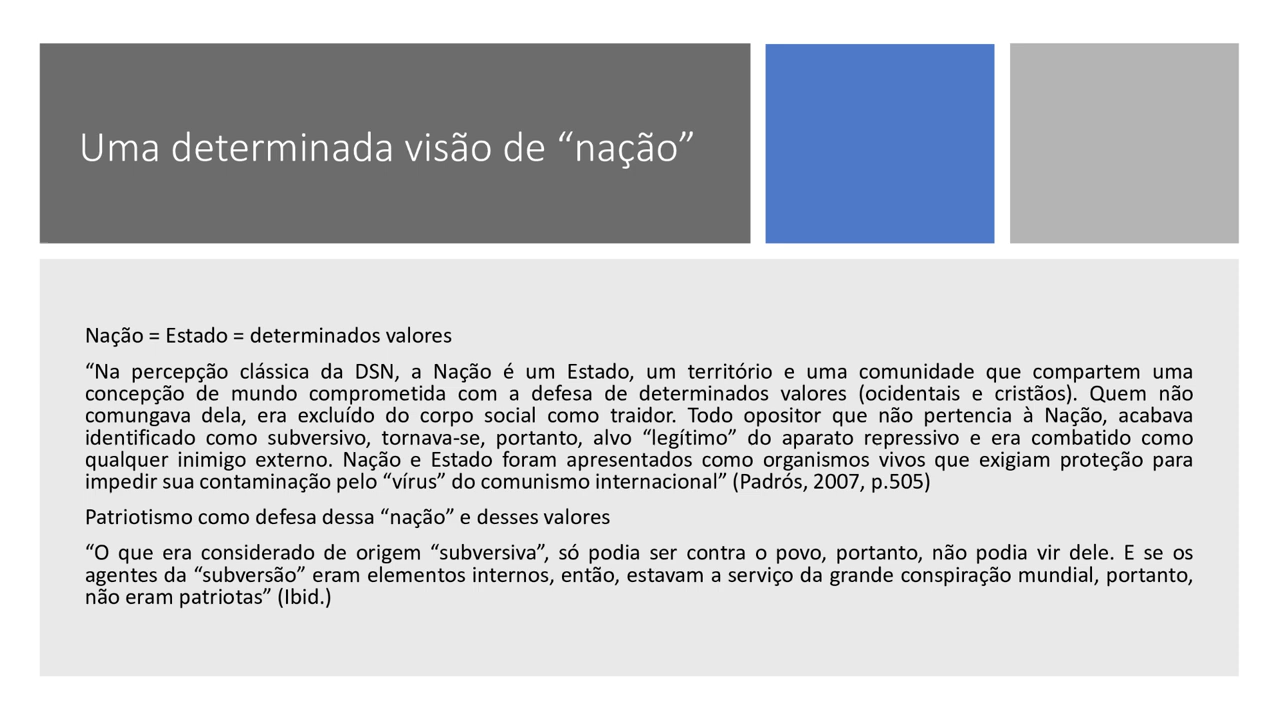 Uma determinada visão de “nação”
Nação = Estado = determinados valores
“Na percepção clássica da DSN, a Nação é um Estado, um território e uma comunidade que compartem uma
concepção de mundo comprometida com a defesa de determinados valores (ocidentais e cristãos). Quem não
comungava dela, era excluído do corpo social como traidor. Todo opositor que não pertencia à Nação, acabava
identificado como subversivo, tornava-se, portanto, alvo “legítimo” do aparato repressivo e era combatido como
qualquer inimigo externo. Nação e Estado foram apresentados como organismos vivos que exigiam proteção para
impedir sua contaminação pelo “vírus” do comunismo internacional” (Padrós, 2007, p.505)
Patriotismo como defesa dessa “nação” e desses valores
“O que era considerado de origem “subversiva”, só podia ser contra o povo, portanto, não podia vir dele. E se os
agentes da “subversão” eram elementos internos, então, estavam a serviço da grande conspiração mundial, portanto,
não eram patriotas” (Ibid.)